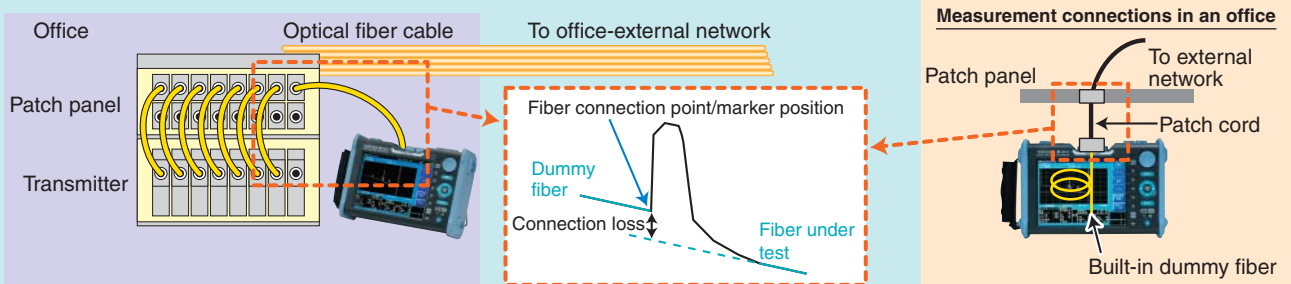 Office
Optical fiber cable
To office-external network
Patch panel
Transmitter
Fiber connection point/marker position
Dummy
fiber
Connection loss
Fiber under
test
Measurement connections in an office
To external
network
Patch panel
Patch cord
Built-in dummy fiber